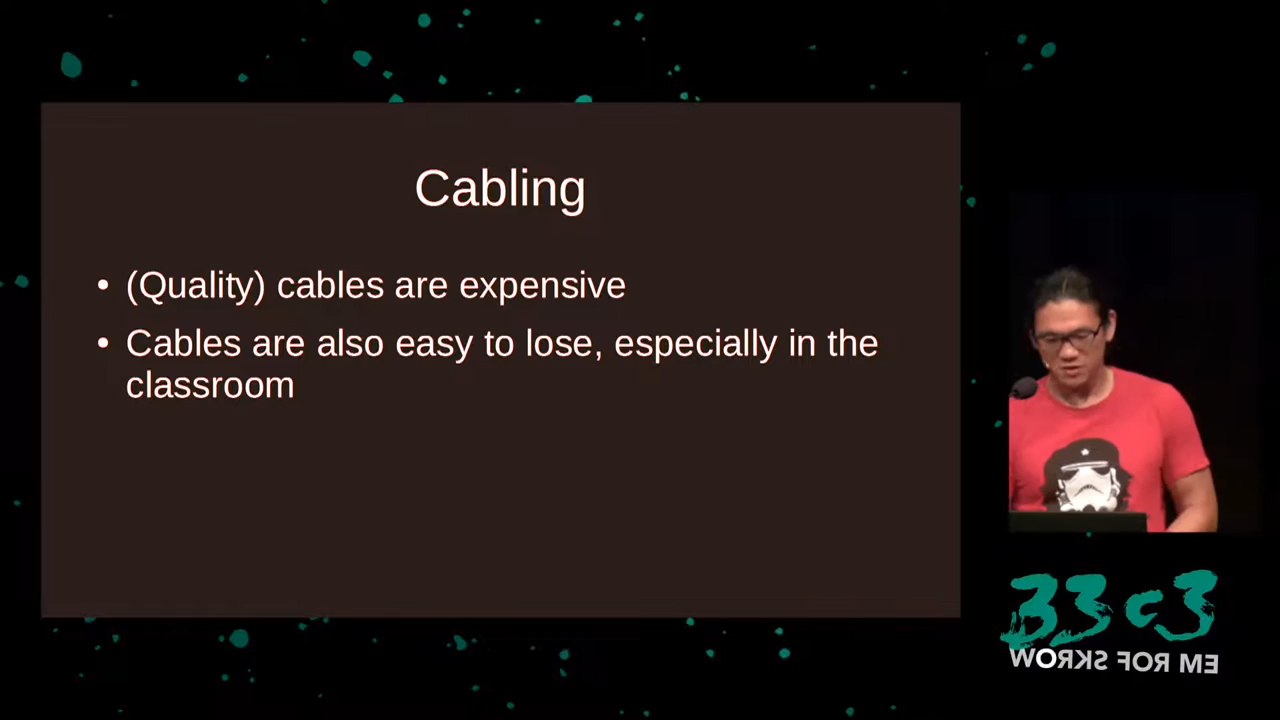 Cabling
• (Quality) cables are expensive
• Cables are also easy to lose, especially in the
classroom
33c3
WORKS FOR ME